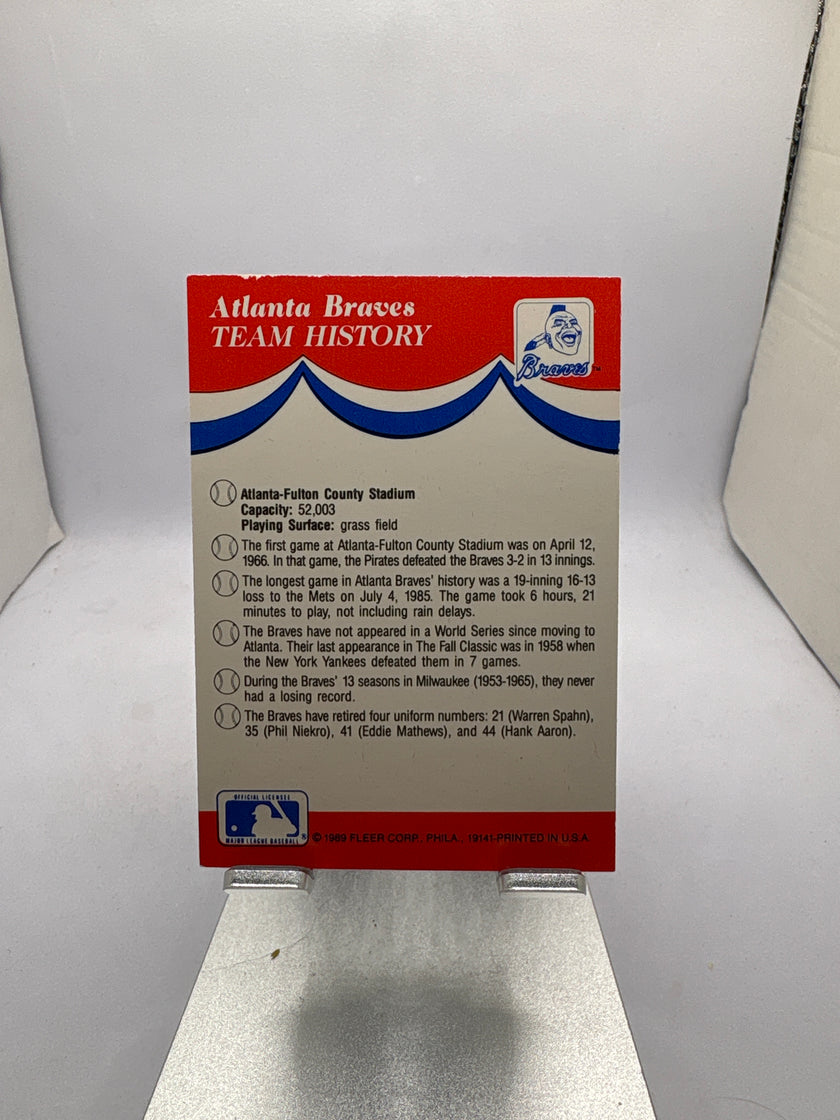 Atlanta Braves
TEAM HISTORY
Braves™
Atlanta-Fulton County Stadium
Capacity: 52,003
Playing Surface: grass field
The first game at Atlanta-Fulton County Stadium was on April 12,
1966. In that game, the Pirates defeated the Braves 3-2 in 13 innings.
The longest game in Atlanta Braves' history was a 19-inning 16-13
loss to the Mets on July 4, 1985. The game took 6 hours, 21
minutes to play, not including rain delays.
The Braves have not appeared in a World Series since moving to
Atlanta. Their last appearance in The Fall Classic was in 1958 when
the New York Yankees defeated them in 7 games.
During the Braves' 13 seasons in Milwaukee (1953-1965), they never
had a losing record.
The Braves have retired four uniform numbers: 21 (Warren Spahn),
35 (Phil Niekro), 41 (Eddie Mathews), and 44 (Hank Aaron).
OFFICIAL LICENSEE
MAJOR LEAGUE BASEBALL®
© 1989 FLEER CORP., PHILA., 19141-PRINTED IN U.S.A.